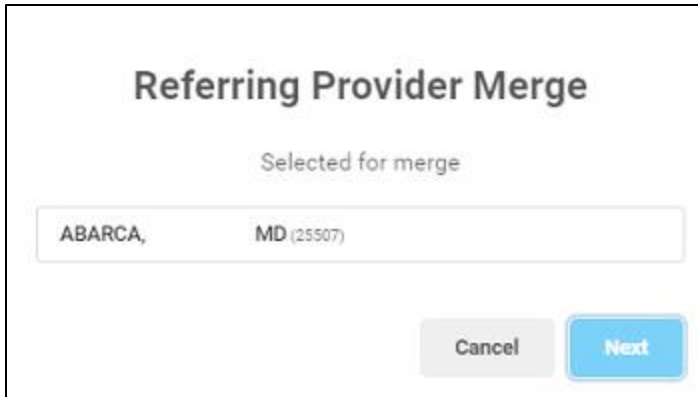 Referring Provider Merge
Selected for merge
ABARCA, MD (25507)
Cancel Next